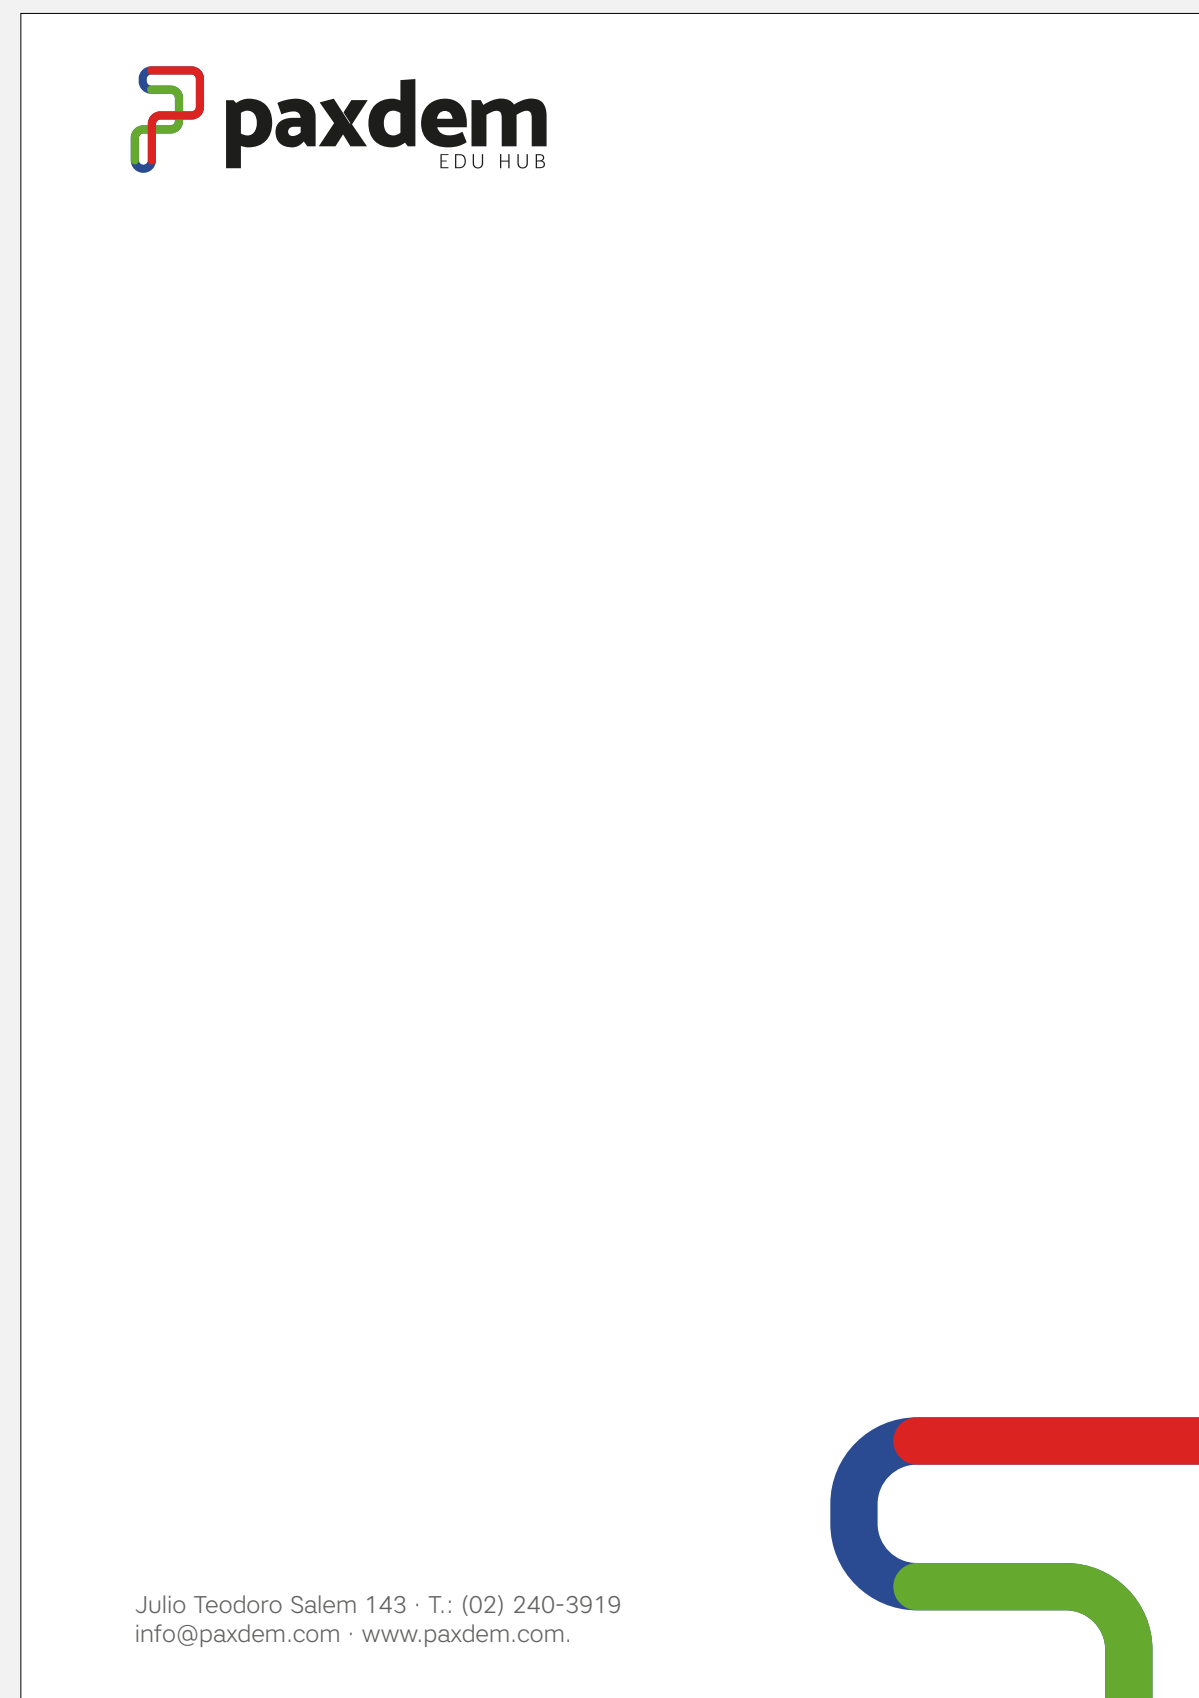 paxdem
EDU HUB
Julio Teodoro Salem 143 · T.: (02) 240-3919
info@paxdem.com · www.paxdem.com.